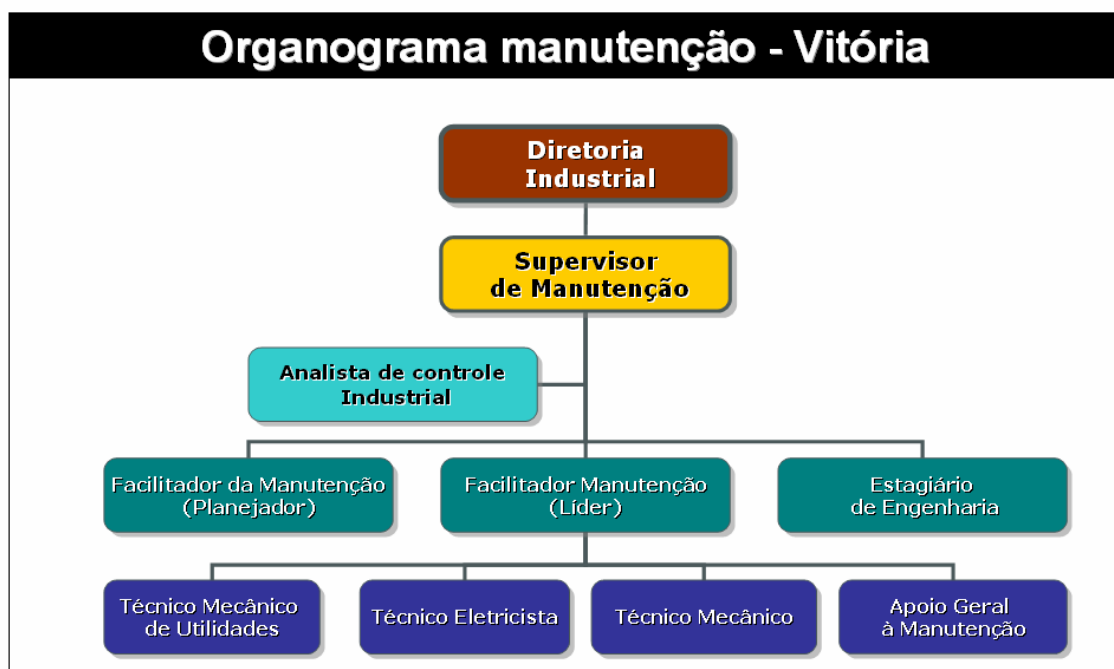 Organograma manutenção - Vitória
Diretoria
Industrial
Supervisor
de Manutenção
Analista de controle
Industrial
Facilitador da Manutenção
(Planejador)
Facilitador Manutenção
(Líder)
Estagiário
de Engenharia
Técnico Mecânico
de Utilidades
Técnico Eletricista
Técnico Mecânico
Apoio Geral
à Manutenção